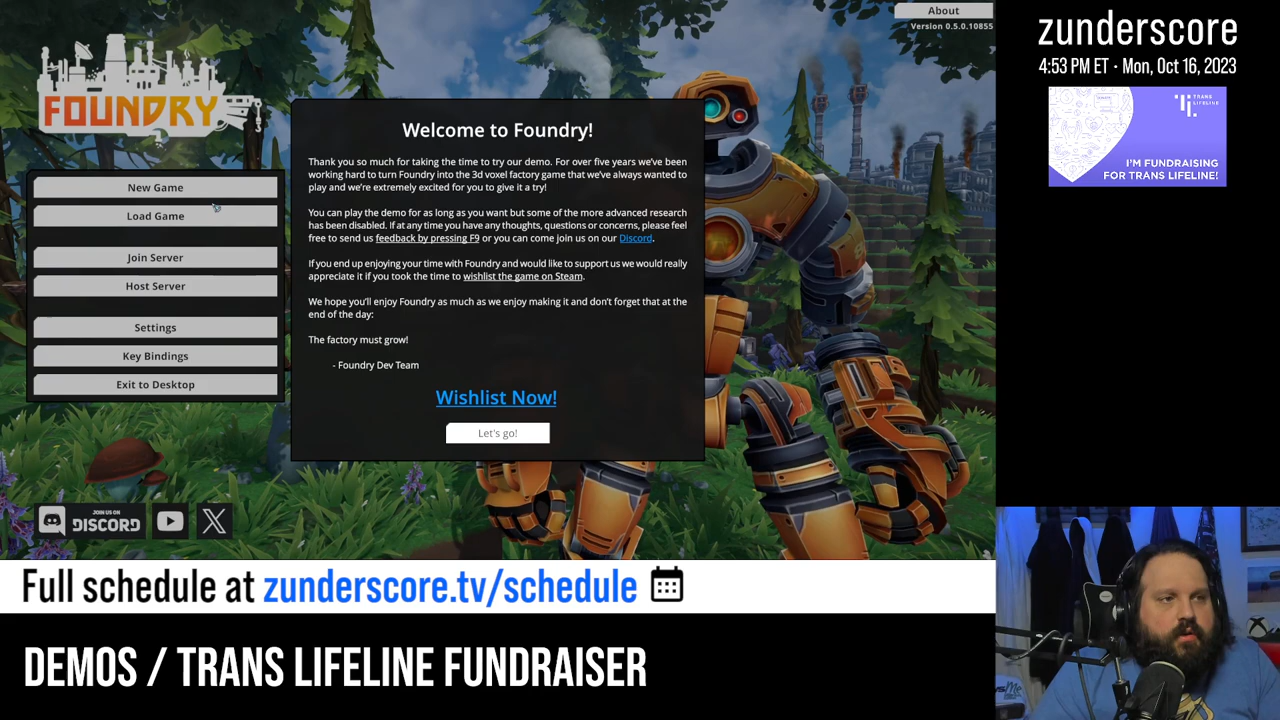 About
Version 0.5.0.10855
zunderscore
4:53 PM ET · Mon, Oct 16, 2023
TRANS
LIFELINE
I'M FUNDRAISING
FOR TRANS LIFELINE!
FOUNDRY
New Game
Load Game
Join Server
Host Server
Settings
Key Bindings
Exit to Desktop
Welcome to Foundry!
Thank you so much for taking the time to try our demo. For over five years we've been
working hard to turn Foundry into the 3d voxel factory game that we've always wanted to
play and we're extremely excited for you to give it a try!
You can play the demo for as long as you want but some of the more advanced research
has been disabled. If at any time you have any thoughts, questions or concerns, please feel
free to send us feedback by pressing F9 or you can come join us on our Discord.
If you end up enjoying your time with Foundry and would like to support us we would really
appreciate it if you took the time to wishlist the game on Steam.
We hope you'll enjoy Foundry as much as we enjoy making it and don't forget that at the
end of the day:
The factory must grow!
- Foundry Dev Team
Wishlist Now!
Let's go!
JOIN US ON
DISCORD
Full schedule at zunderscore.tv/schedule
DEMOS / TRANS LIFELINE FUNDRAISER